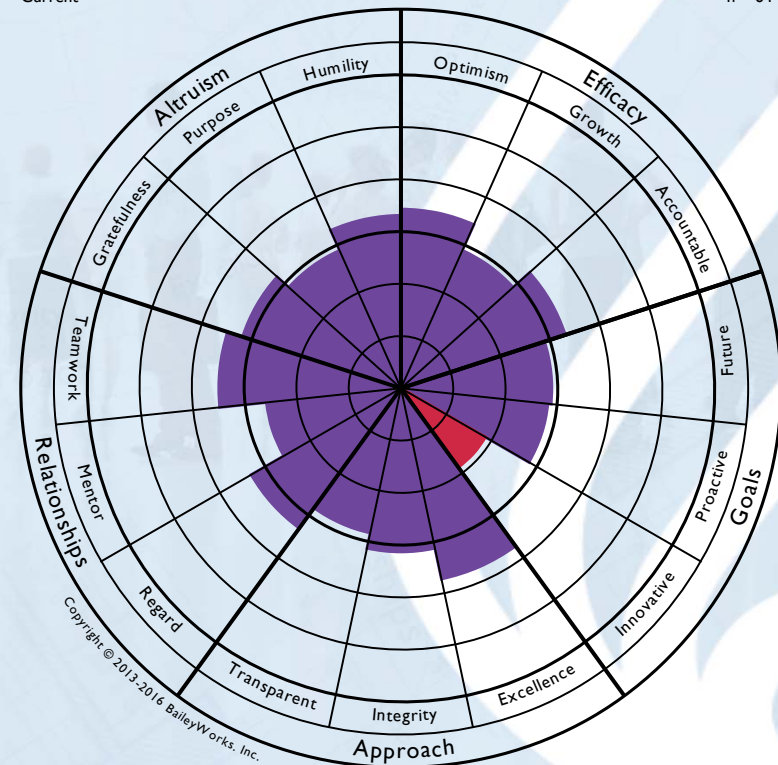 Altruism
Humility
Purpose
Gratefulness
Efficacy
Optimism
Growth
Accountable
Goals
Future
Proactive
Innovative
Approach
Excellence
Integrity
Transparent
Relationships
Regard
Mentor
Teamwork
Copyright © 2013-2016 BaileyWorks, Inc.